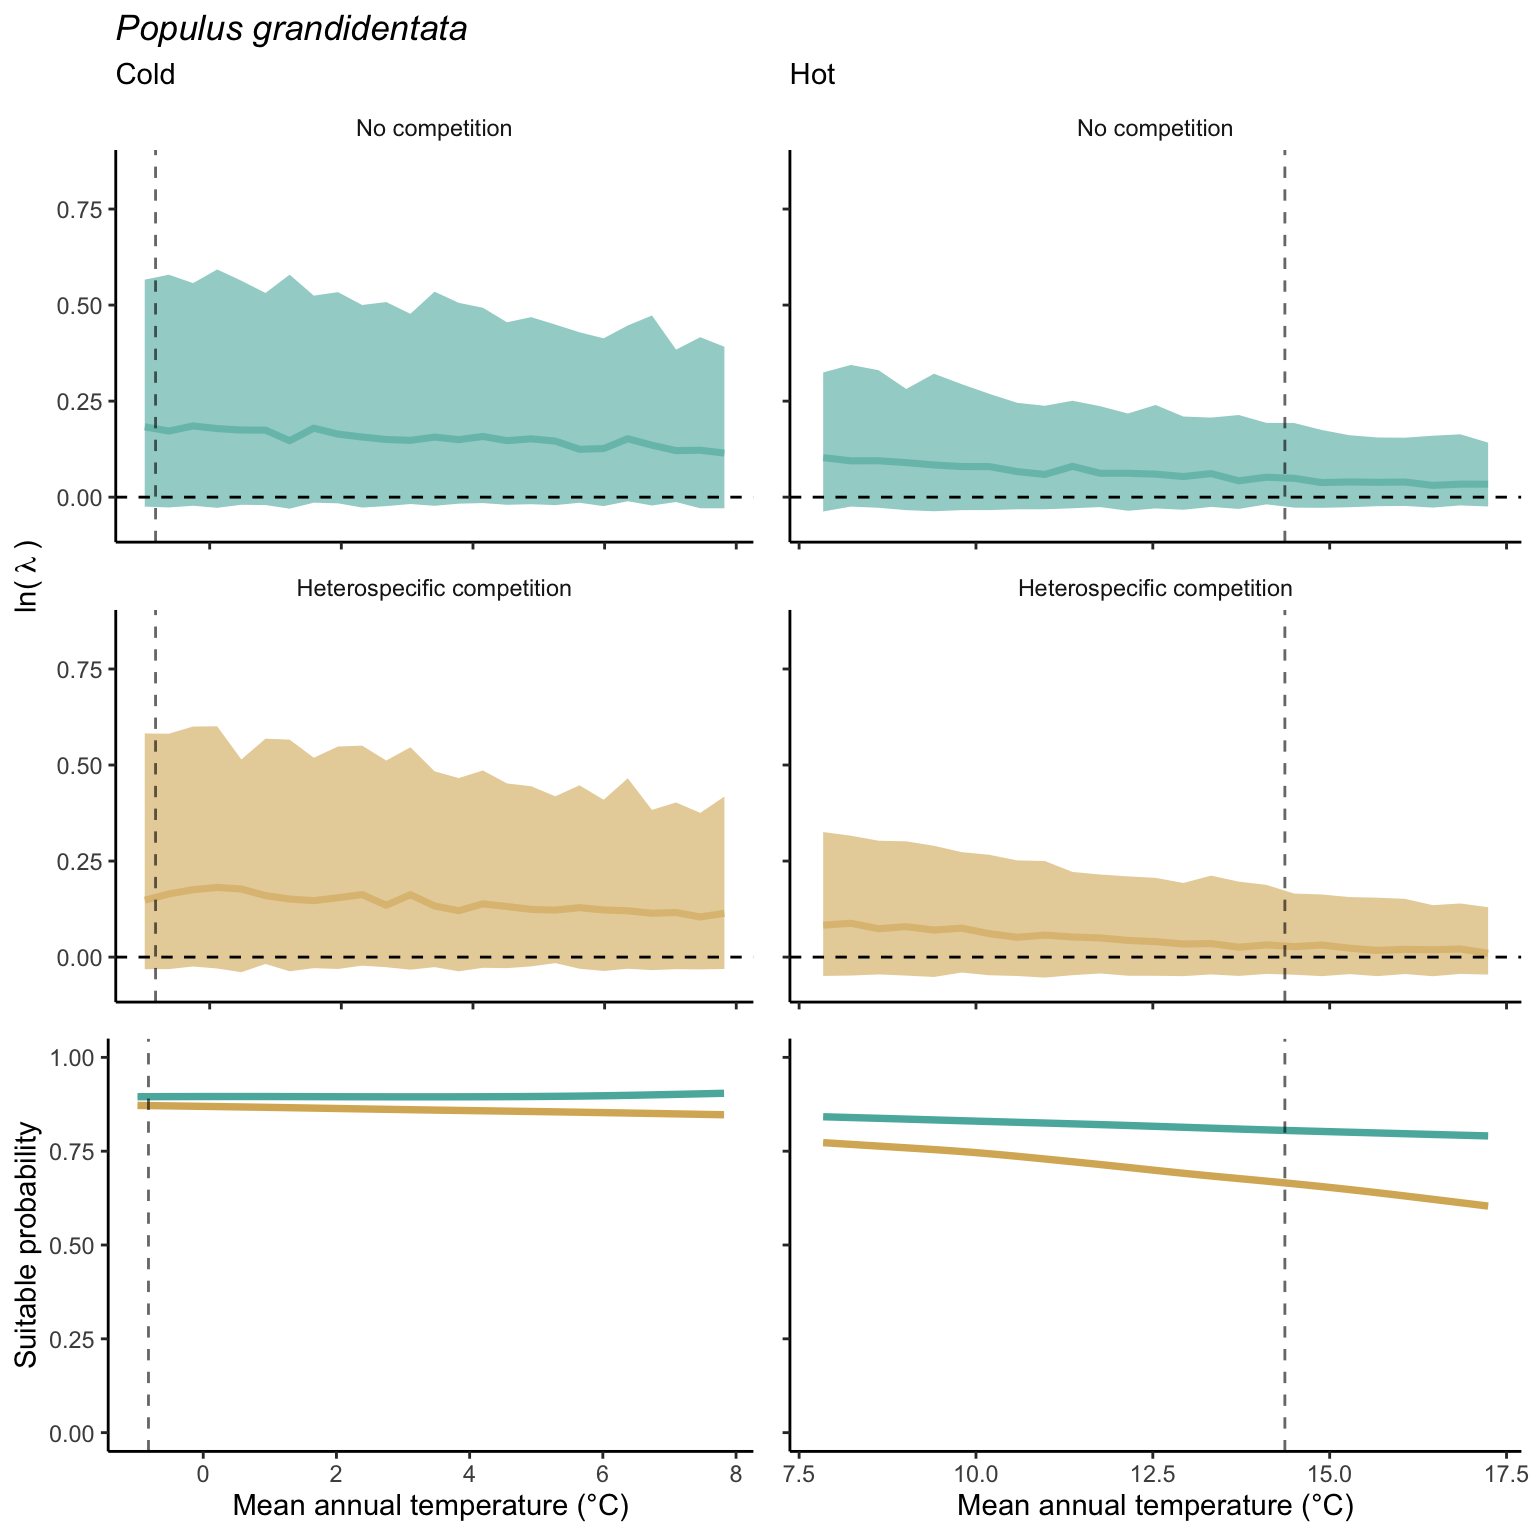 Populus grandidentata
Cold
Hot
No competition
No competition
0.75
0.50
0.25
0.00
ln( λ )
Heterospecific competition
Heterospecific competition
0.75
0.50
0.25
0.00
1.00
0.75
0.50
0.25
0.00
Suitable probability
0 2 4 6 8
7.5 10.0 12.5 15.0 17.5
Mean annual temperature (°C)
Mean annual temperature (°C)